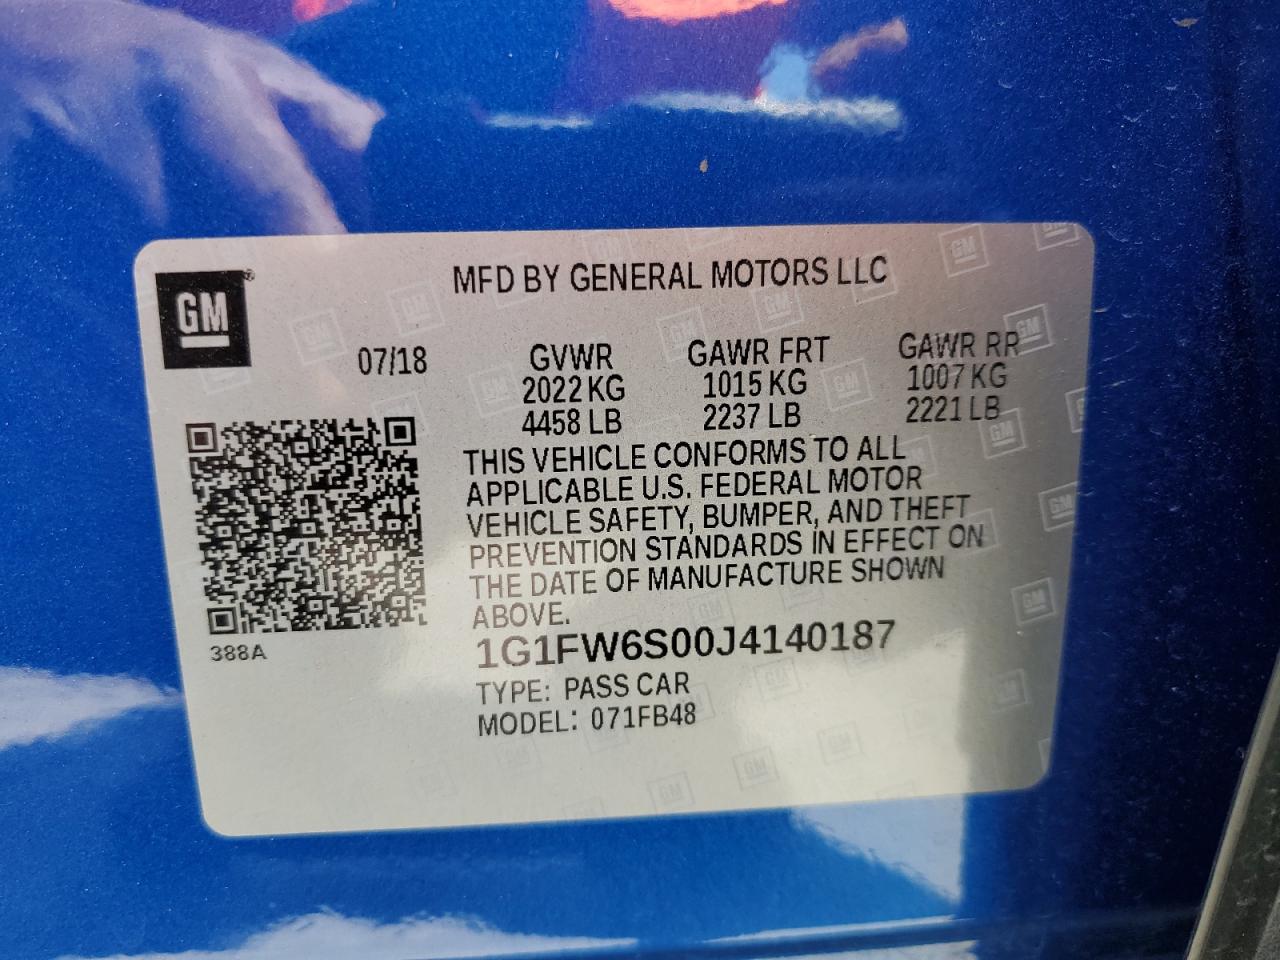 GM
MFD BY GENERAL MOTORS LLC
07/18 GVWR GAWR FRT GAWR RR
2022 KG 1015 KG 1007 KG
4458 LB 2237 LB 2221 LB
THIS VEHICLE CONFORMS TO ALL
APPLICABLE U.S. FEDERAL MOTOR
VEHICLE SAFETY, BUMPER, AND THEFT
PREVENTION STANDARDS IN EFFECT ON
THE DATE OF MANUFACTURE SHOWN
ABOVE.
388A
1G1FW6S00J4140187
TYPE: PASS CAR
MODEL: 071FB48